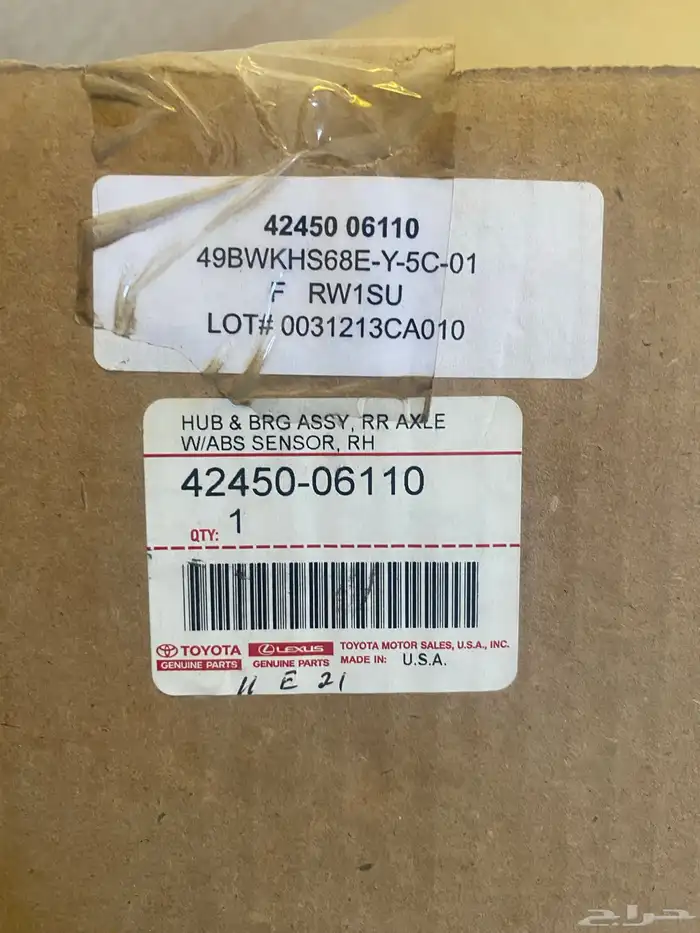 42450 06110
49BWKHS68E-Y-5C-01
F RW1SU
LOT# 0031213CA010
HUB & BRG ASSY, RR AXLE
W/ABS SENSOR, RH
42450-06110
QTY: 1
TOYOTA
GENUINE PARTS
LEXUS
GENUINE PARTS
TOYOTA MOTOR SALES, U.S.A., INC.
MADE IN: U.S.A.
11 E 21
حراج